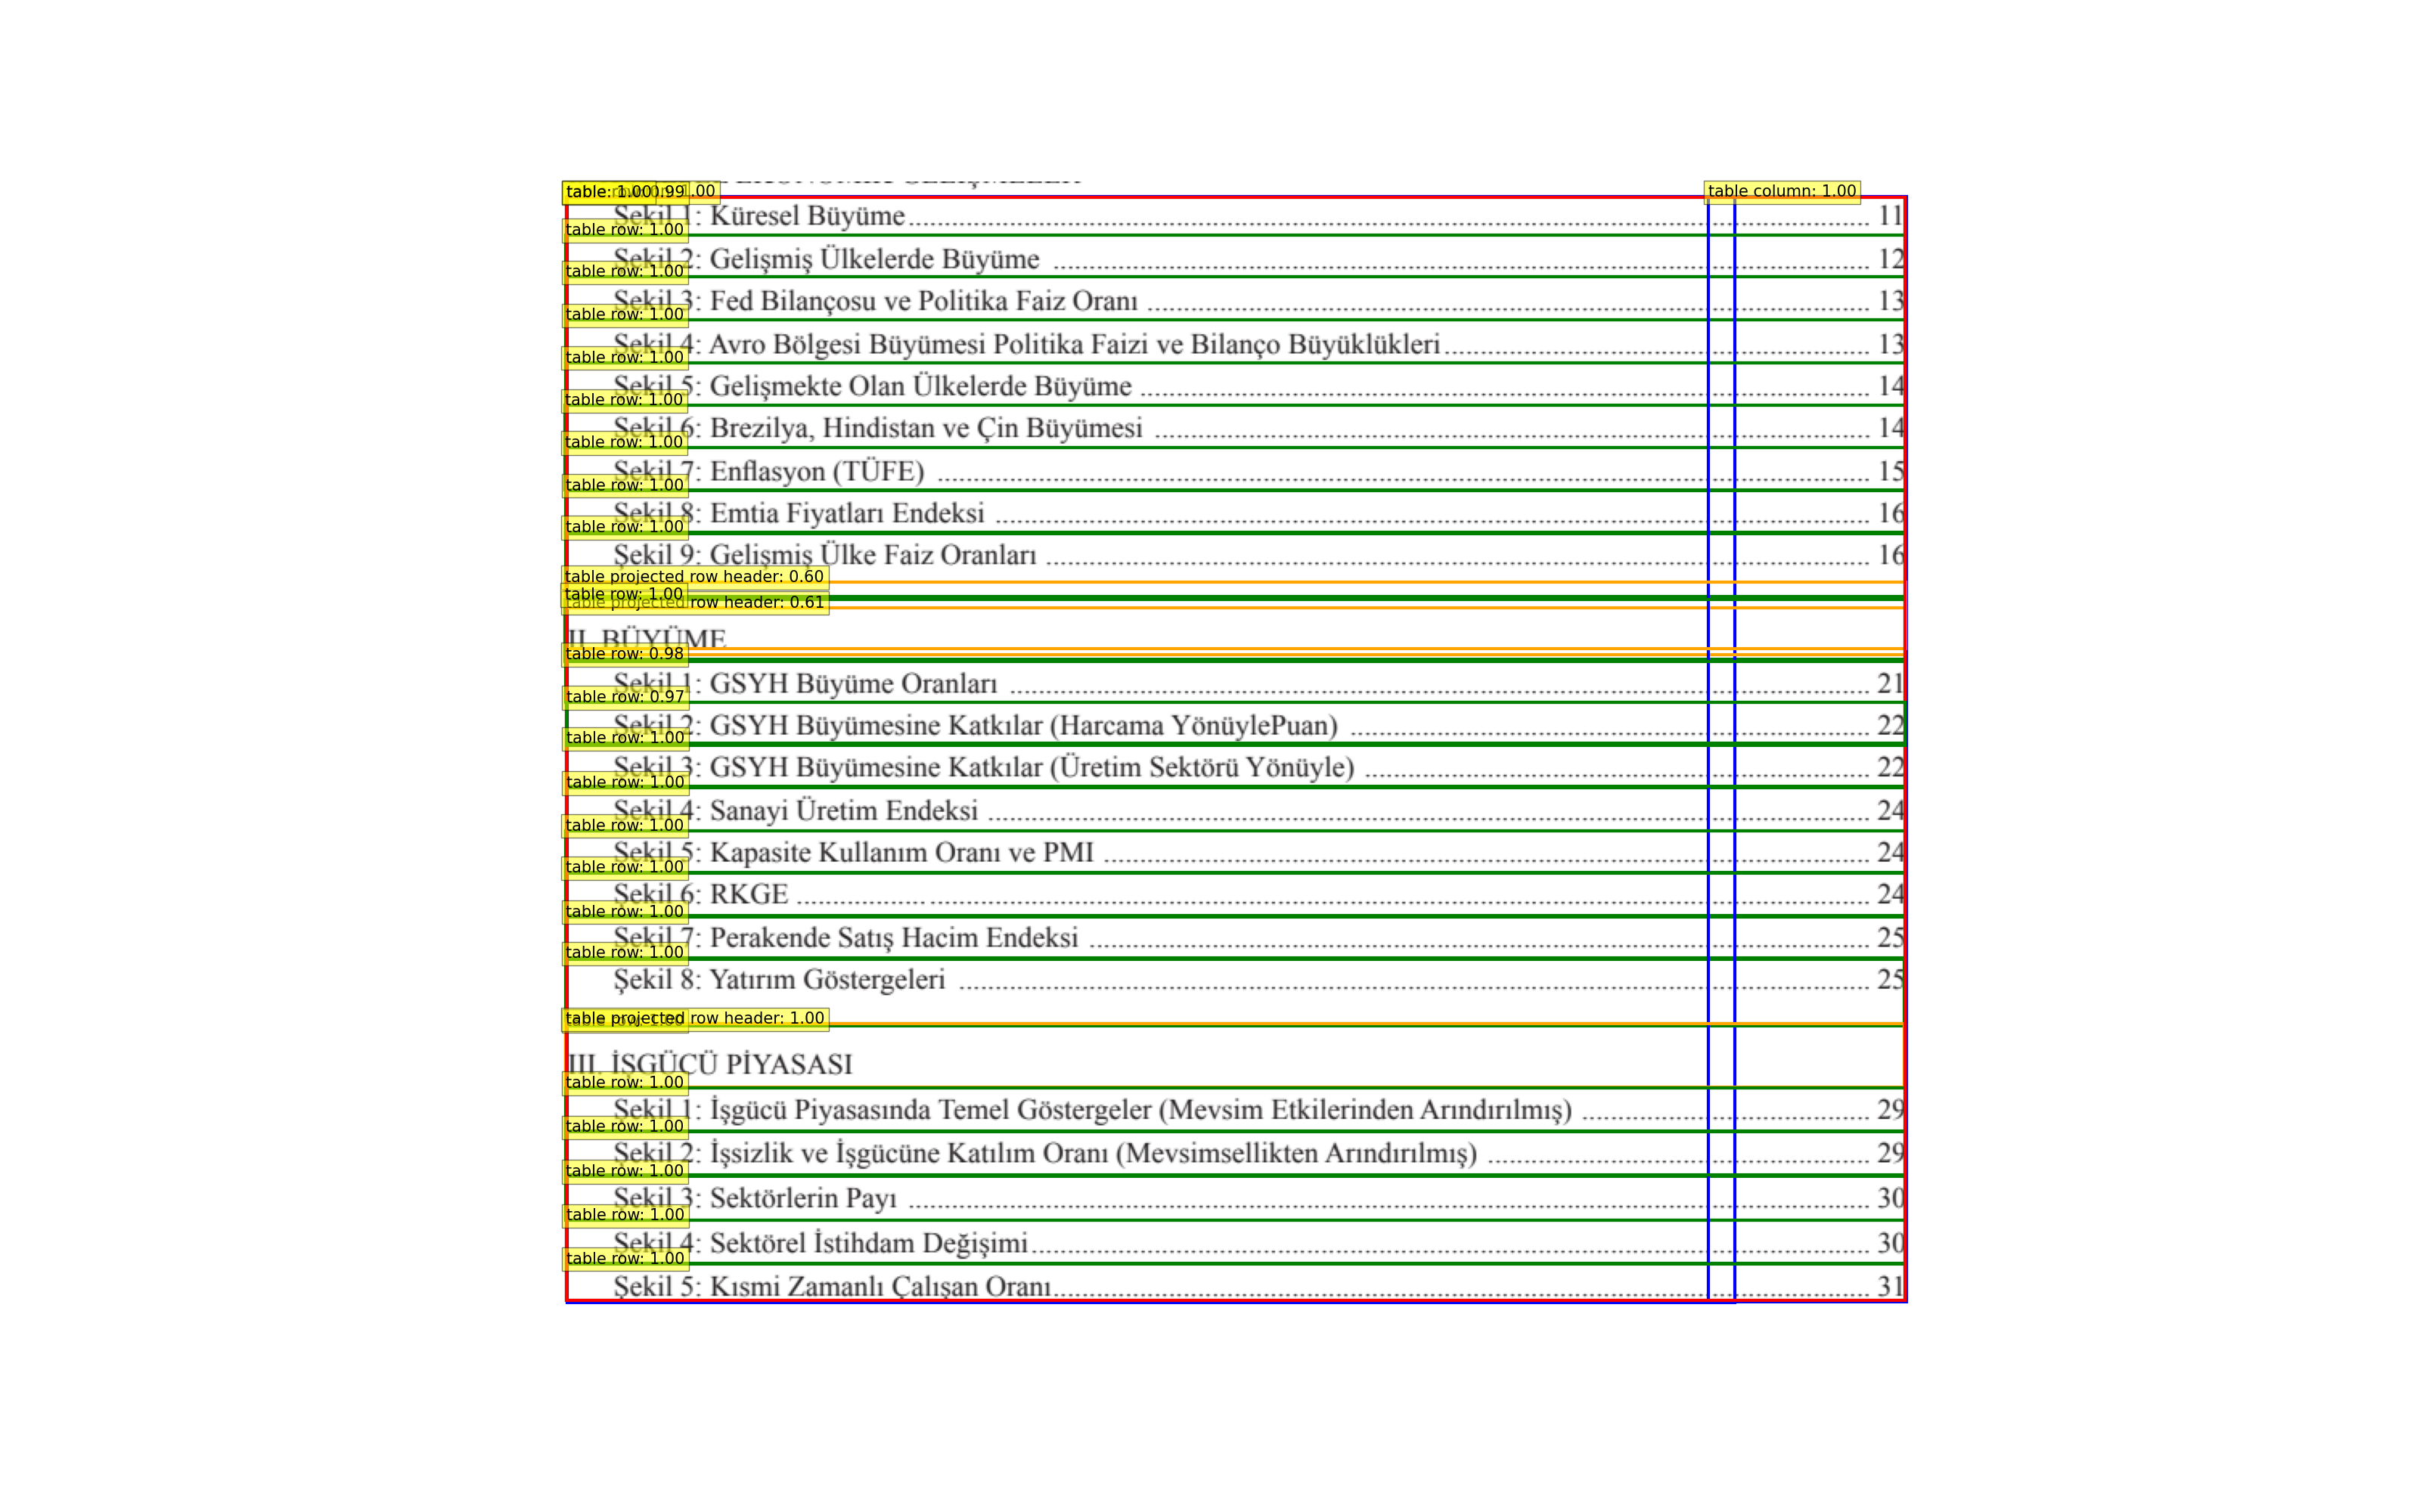 table: 1.00
table column: 1.00
Şekil 1: Küresel Büyüme 11
table row: 1.00
Şekil 2: Gelişmiş Ülkelerde Büyüme 12
table row: 1.00
Şekil 3: Fed Bilançosu ve Politika Faiz Oranı 13
table row: 1.00
Şekil 4: Avro Bölgesi Büyümesi Politika Faizi ve Bilanço Büyüklükleri 13
table row: 1.00
Şekil 5: Gelişmekte Olan Ülkelerde Büyüme 14
table row: 1.00
Şekil 6: Brezilya, Hindistan ve Çin Büyümesi 14
table row: 1.00
Şekil 7: Enflasyon (TÜFE) 15
table row: 1.00
Şekil 8: Emtia Fiyatları Endeksi 16
table row: 1.00
Şekil 9: Gelişmiş Ülke Faiz Oranları 16
table projected row header: 0.60
table row: 1.00
table projected row header: 0.61
II. BÜYÜME
table row: 0.98
Şekil 1: GSYH Büyüme Oranları 21
table row: 0.97
Şekil 2: GSYH Büyümesine Katkılar (Harcama YönüylePuan) 22
table row: 1.00
Şekil 3: GSYH Büyümesine Katkılar (Üretim Sektörü Yönüyle) 22
table row: 1.00
Şekil 4: Sanayi Üretim Endeksi 24
table row: 1.00
Şekil 5: Kapasite Kullanım Oranı ve PMI 24
table row: 1.00
Şekil 6: RKGE 24
table row: 1.00
Şekil 7: Perakende Satış Hacim Endeksi 25
table row: 1.00
Şekil 8: Yatırım Göstergeleri 25
table projected row header: 1.00
III. İŞGÜCÜ PİYASASI
table row: 1.00
Şekil 1: İşgücü Piyasasında Temel Göstergeler (Mevsim Etkilerinden Arındırılmış) 29
table row: 1.00
Şekil 2: İşsizlik ve İşgücüne Katılım Oranı (Mevsimsellikten Arındırılmış) 29
table row: 1.00
Şekil 3: Sektörlerin Payı 30
table row: 1.00
Şekil 4: Sektörel İstihdam Değişimi 30
table row: 1.00
Şekil 5: Kısmi Zamanlı Çalışan Oranı 31